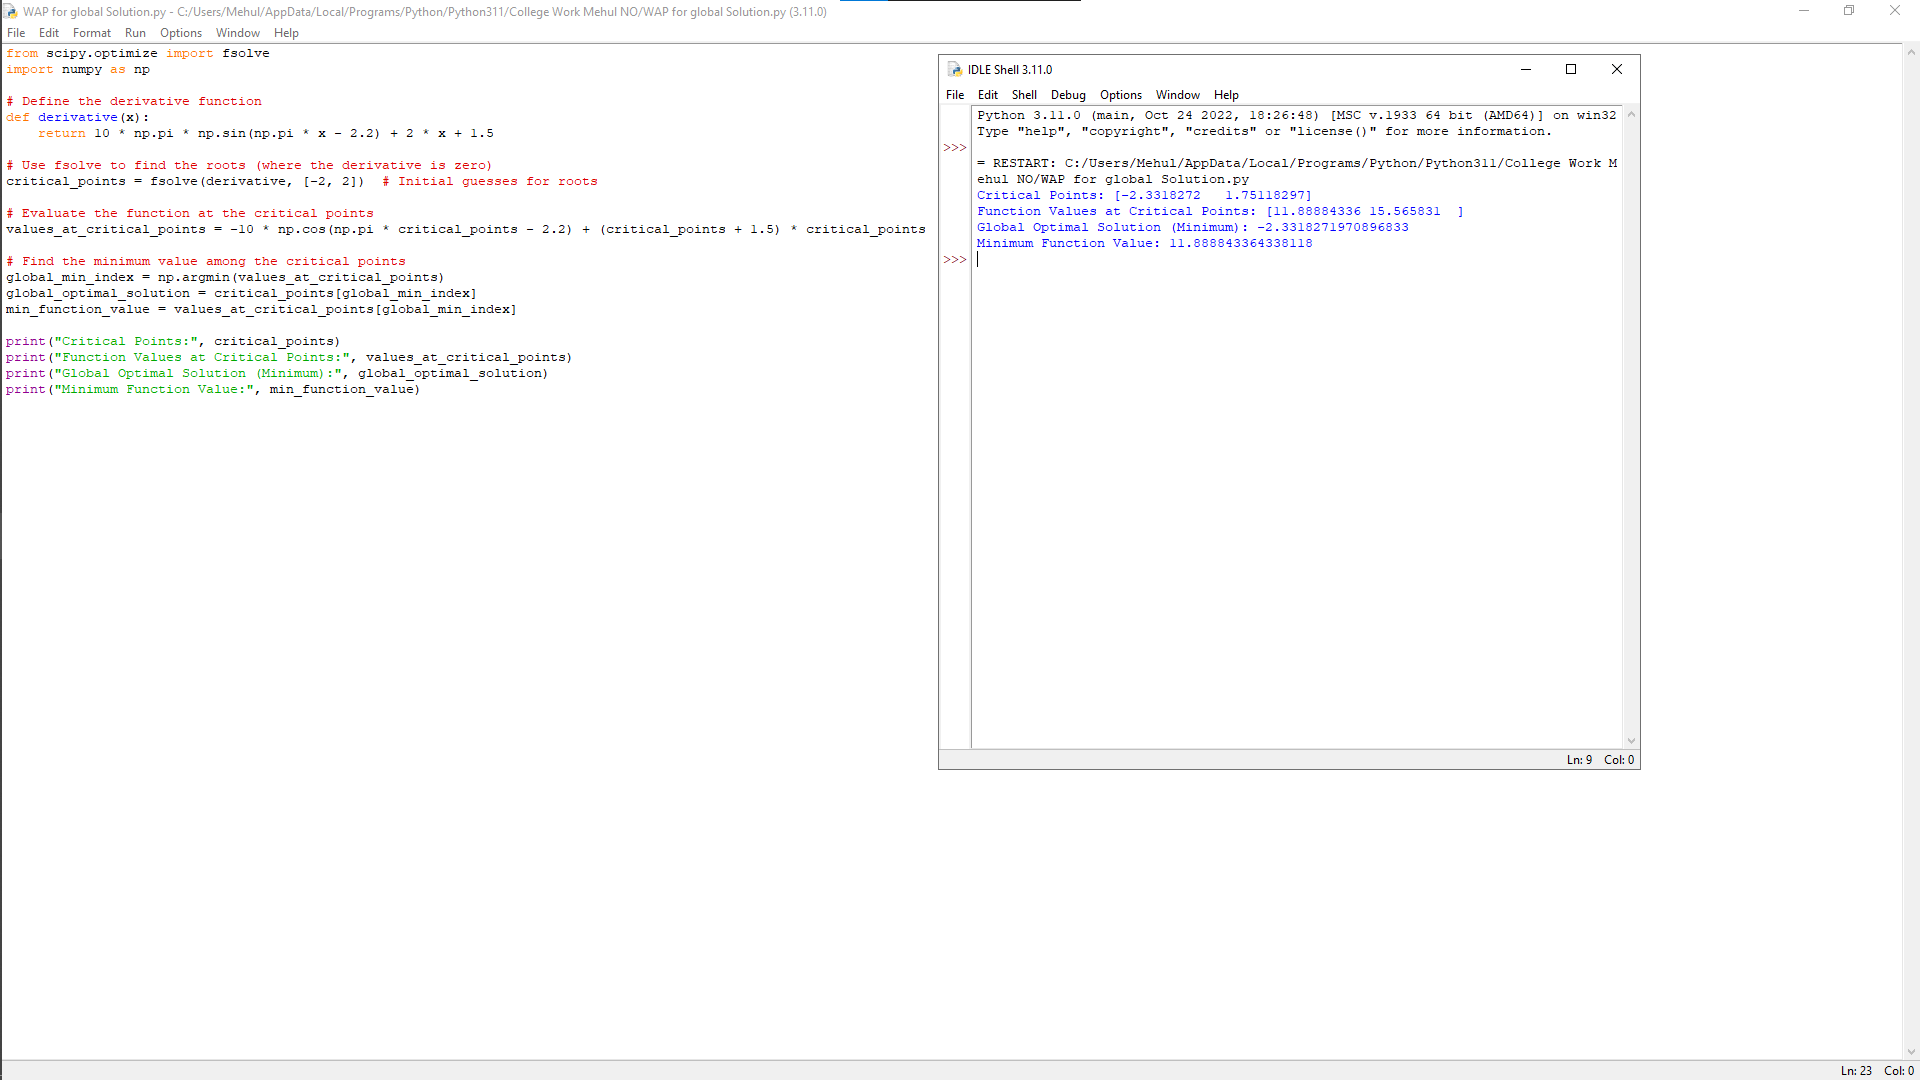 WAP for global Solution.py - C:/Users/Mehul/AppData/Local/Programs/Python/Python311/College Work Mehul NO/WAP for global Solution.py (3.11.0)
File Edit Format Run Options Window Help
from scipy.optimize import fsolve
import numpy as np
# Define the derivative function
def derivative(x):
    return 10 * np.pi * np.sin(np.pi * x - 2.2) + 2 * x + 1.5
# Use fsolve to find the roots (where the derivative is zero)
critical_points = fsolve(derivative, [-2, 2])  # Initial guesses for roots
# Evaluate the function at the critical points
values_at_critical_points = -10 * np.cos(np.pi * critical_points - 2.2) + (critical_points + 1.5) * critical_points
# Find the minimum value among the critical points
global_min_index = np.argmin(values_at_critical_points)
global_optimal_solution = critical_points[global_min_index]
min_function_value = values_at_critical_points[global_min_index]
print("Critical Points:", critical_points)
print("Function Values at Critical Points:", values_at_critical_points)
print("Global Optimal Solution (Minimum):", global_optimal_solution)
print("Minimum Function Value:", min_function_value)
IDLE Shell 3.11.0
File Edit Shell Debug Options Window Help
Python 3.11.0 (main, Oct 24 2022, 18:26:48) [MSC v.1933 64 bit (AMD64)] on win32
Type "help", "copyright", "credits" or "license()" for more information.
>>>
= RESTART: C:/Users/Mehul/AppData/Local/Programs/Python/Python311/College Work M
ehul NO/WAP for global Solution.py
Critical Points: [-2.3318272   1.75118297]
Function Values at Critical Points: [11.88884336 15.565831  ]
Global Optimal Solution (Minimum): -2.3318271970896833
Minimum Function Value: 11.888843364338118
>>>
Ln: 9 Col: 0
Ln: 23 Col: 0